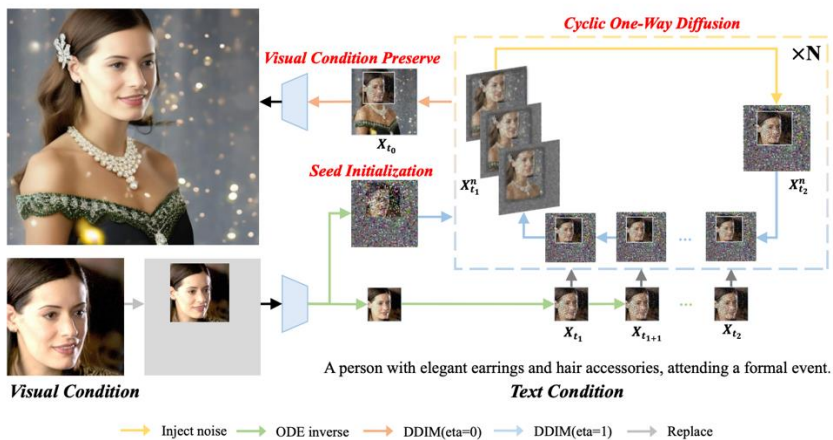 Cyclic One-Way Diffusion
×N
Visual Condition Preserve
X_{t_0}
Seed Initialization
X^n_{t_1}
X^n_{t_2}
...
X_{t_1}
X_{t_{1+1}}
...
X_{t_2}
A person with elegant earrings and hair accessories, attending a formal event.
Visual Condition
Text Condition
Inject noise
ODE inverse
DDIM(eta=0)
DDIM(eta=1)
Replace